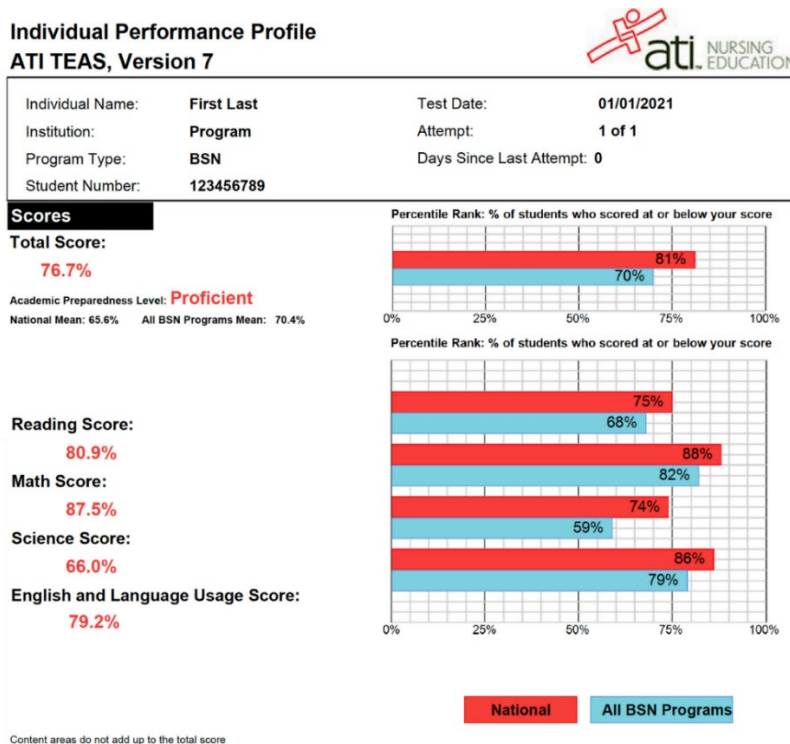 Individual Performance Profile
ATI TEAS, Version 7
ati NURSING EDUCATION
Individual Name: First Last Test Date: 01/01/2021
Institution: Program Attempt: 1 of 1
Program Type: BSN Days Since Last Attempt: 0
Student Number: 123456789
Scores
Total Score:
76.7%
Academic Preparedness Level: Proficient
National Mean: 65.6% All BSN Programs Mean: 70.4%
Percentile Rank: % of students who scored at or below your score
81%
70%
0% 25% 50% 75% 100%
Percentile Rank: % of students who scored at or below your score
75%
68%
88%
82%
74%
59%
86%
79%
0% 25% 50% 75% 100%
Reading Score:
80.9%
Math Score:
87.5%
Science Score:
66.0%
English and Language Usage Score:
79.2%
National All BSN Programs
Content areas do not add up to the total score